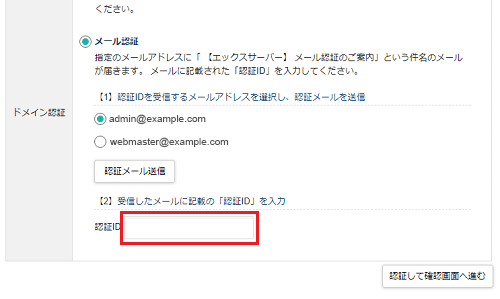 ください。
メール認証
指定のメールアドレスに「 【エックスサーバー】 メール認証のご案内」という件名のメール
が届きます。 メールに記載された「認証ID」を入力してください。
【1】認証IDを受信するメールアドレスを選択し、認証メールを送信
ドメイン認証
admin@example.com
webmaster@example.com
認証メール送信
【2】受信したメールに記載の「認証ID」を入力
認証ID
認証して確認画面へ進む